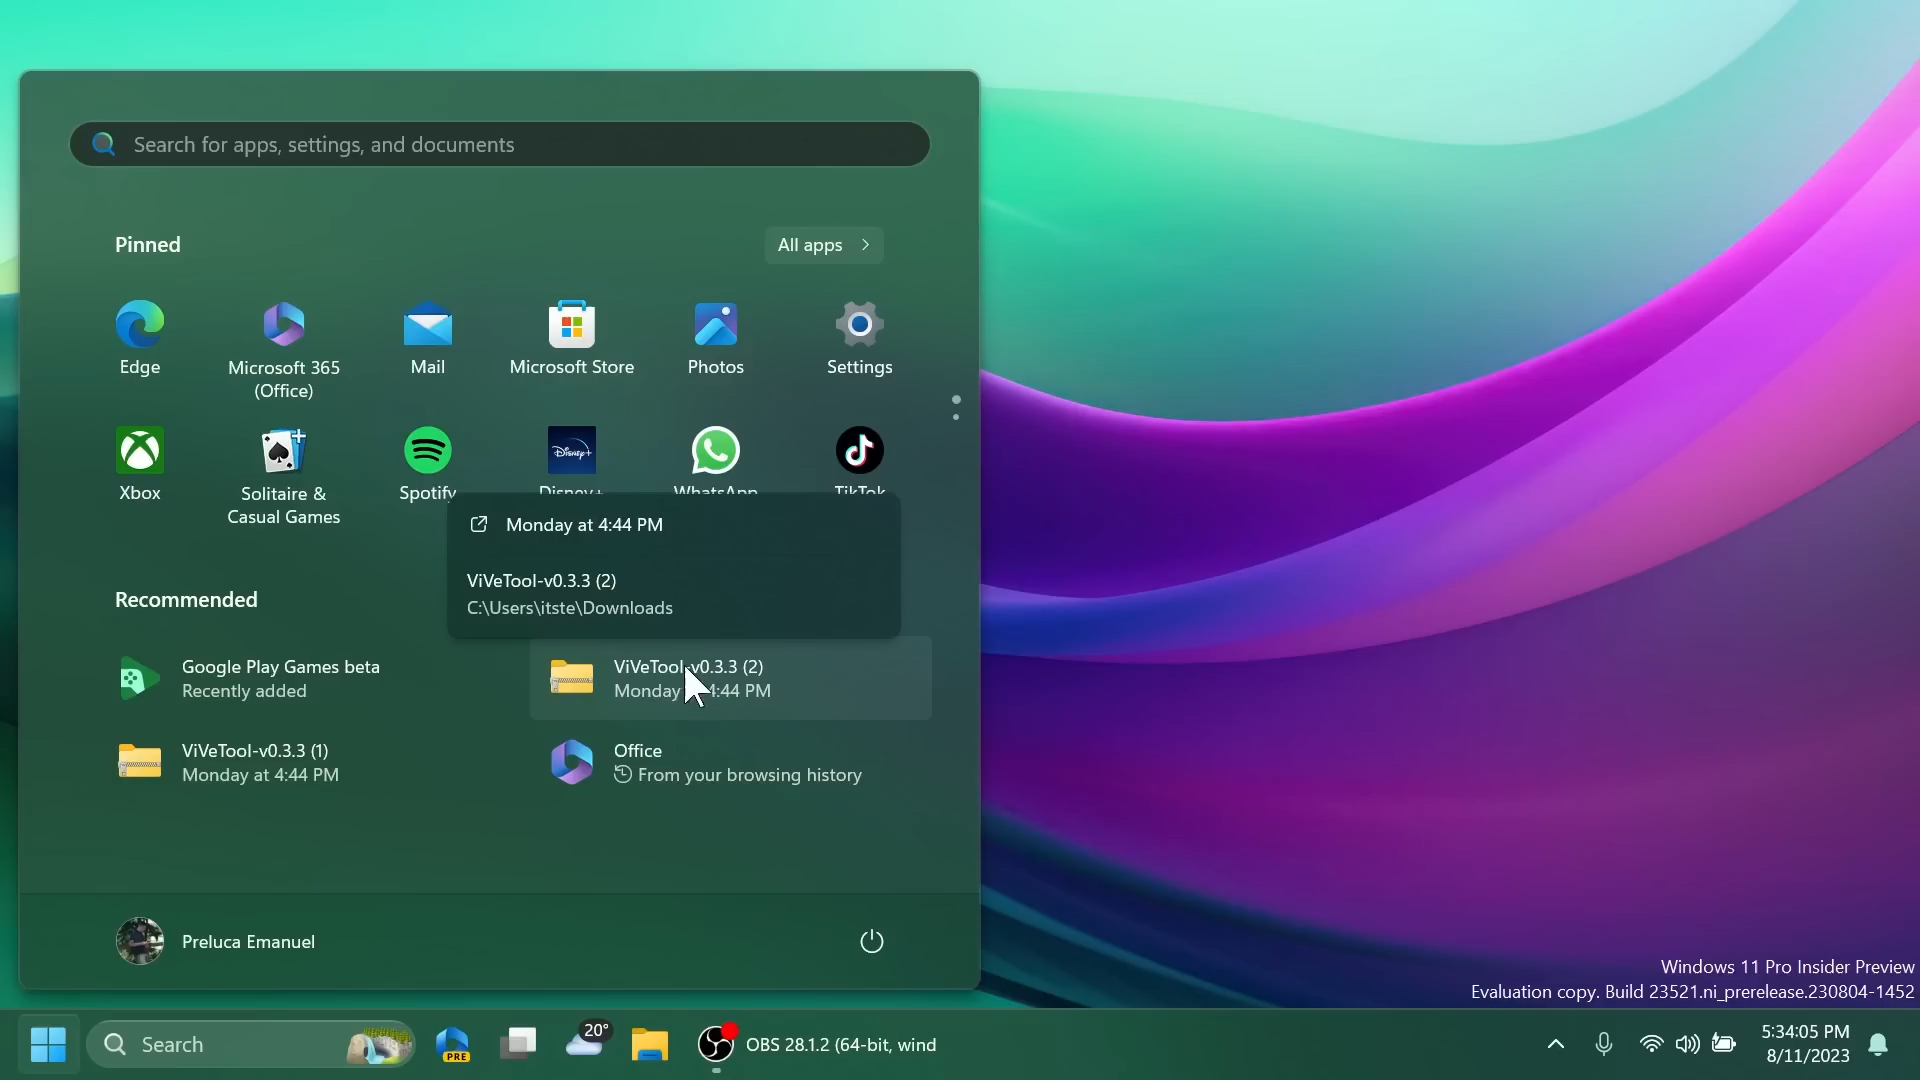 Search for apps, settings, and documents
Pinned
All apps
Edge
Microsoft 365
(Office)
Mail
Microsoft Store
Photos
Settings
Xbox
Solitaire &
Casual Games
Spotify
Disney+
Disney+
WhatsApp
TikTok
Monday at 4:44 PM
ViVeTool-v0.3.3 (2)
C:\Users\itste\Downloads
Recommended
Google Play Games beta
Recently added
ViVeTool-v0.3.3 (2)
Monday 4:44 PM
ViVeTool-v0.3.3 (1)
Monday at 4:44 PM
Office
From your browsing history
Preluca Emanuel
Windows 11 Pro Insider Preview
Evaluation copy. Build 23521.ni_prerelease.230804-1452
Search
PRE
20°
OBS 28.1.2 (64-bit, wind
5:34:05 PM
8/11/2023